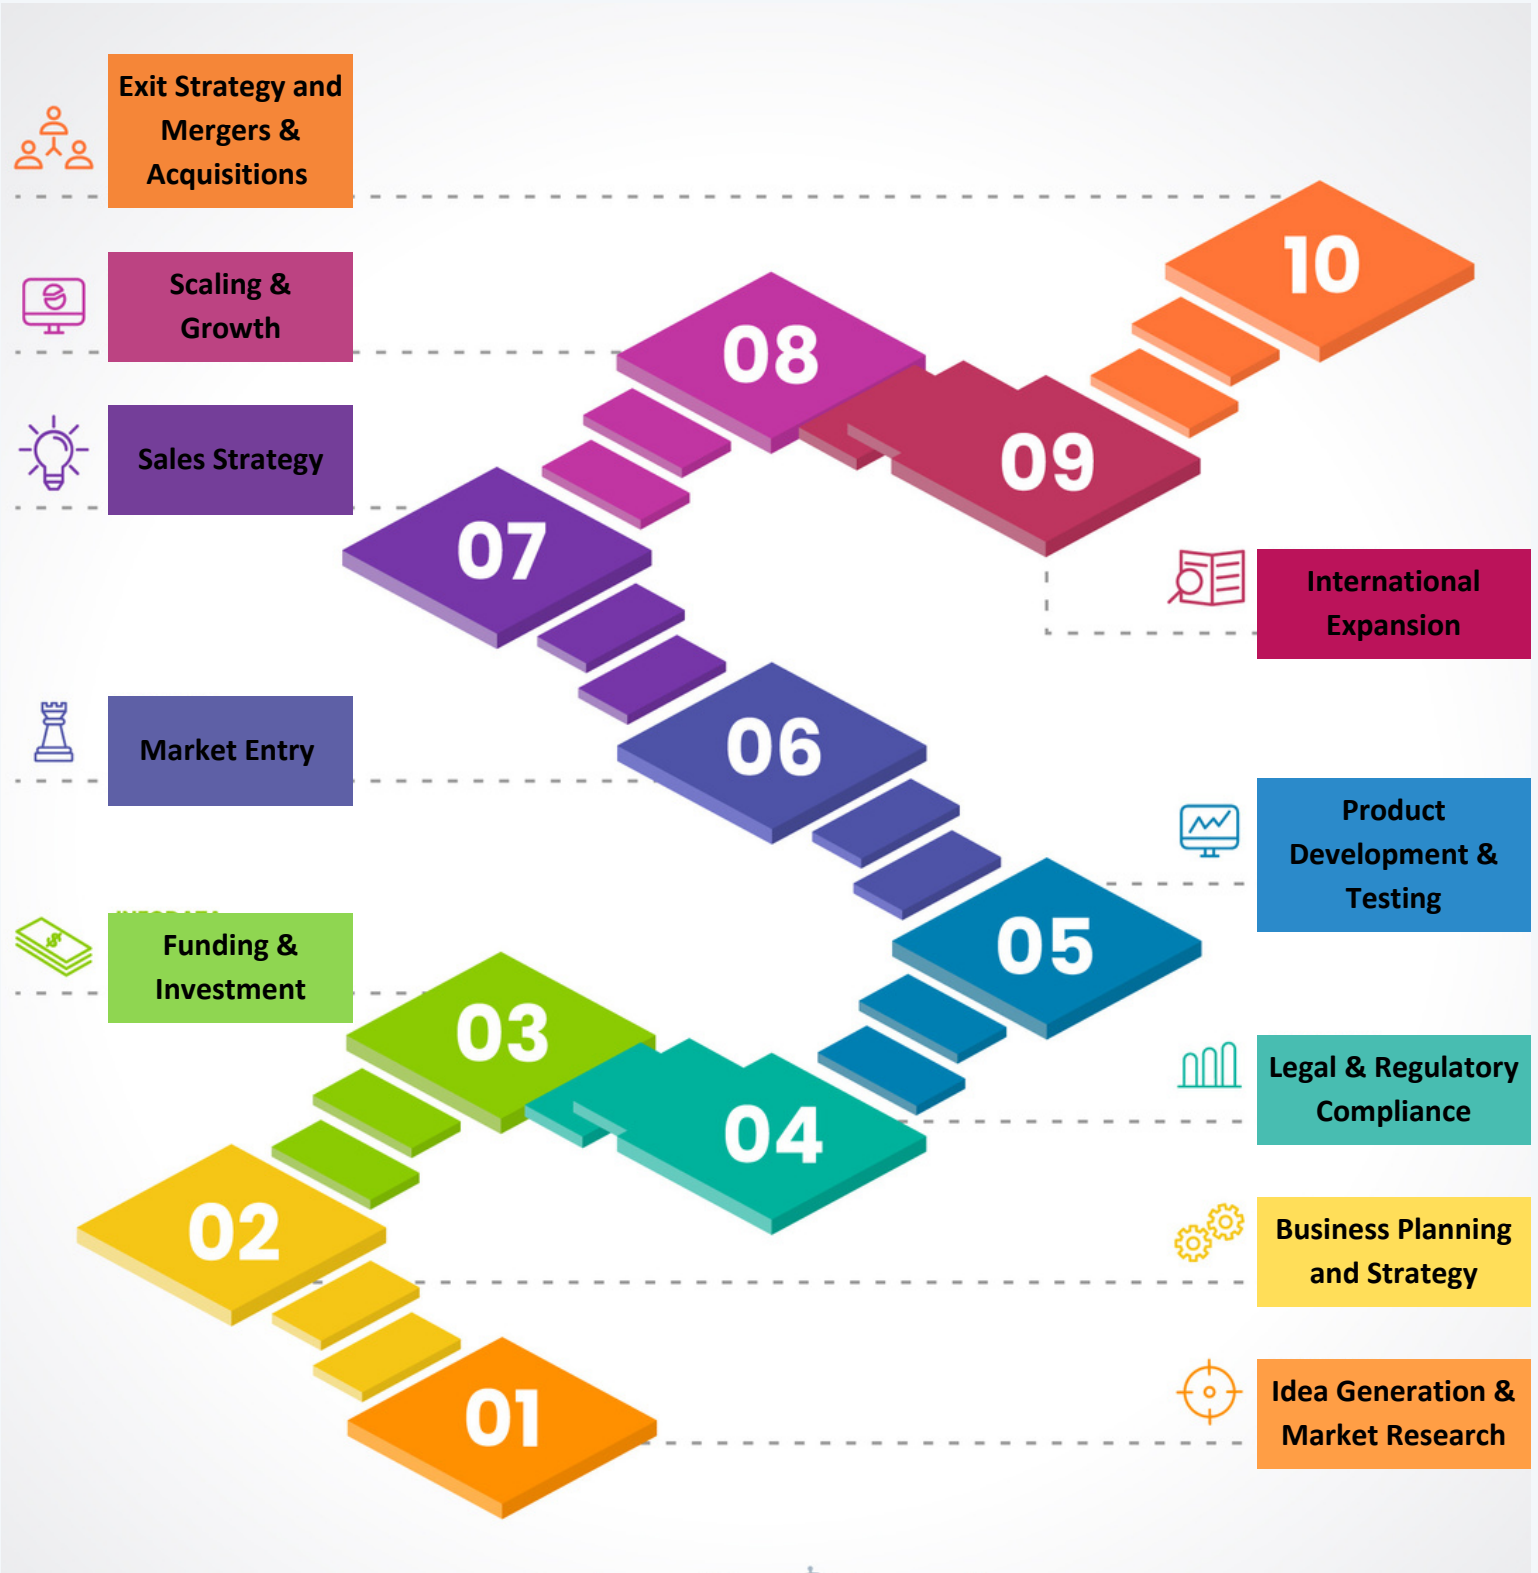 Exit Strategy and
Mergers &
Acquisitions
10
Scaling &
Growth
08
Sales Strategy
09
07
International
Expansion
Market Entry
06
Product
Development &
Testing
05
Funding &
Investment
03
Legal & Regulatory
Compliance
04
02
Business Planning
and Strategy
Idea Generation &
Market Research
01